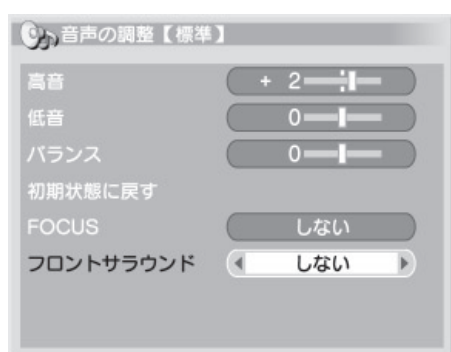 音声の調整【標準】
高音 + 2
低音 0
バランス 0
初期状態に戻す
FOCUS しない
フロントサラウンド しない